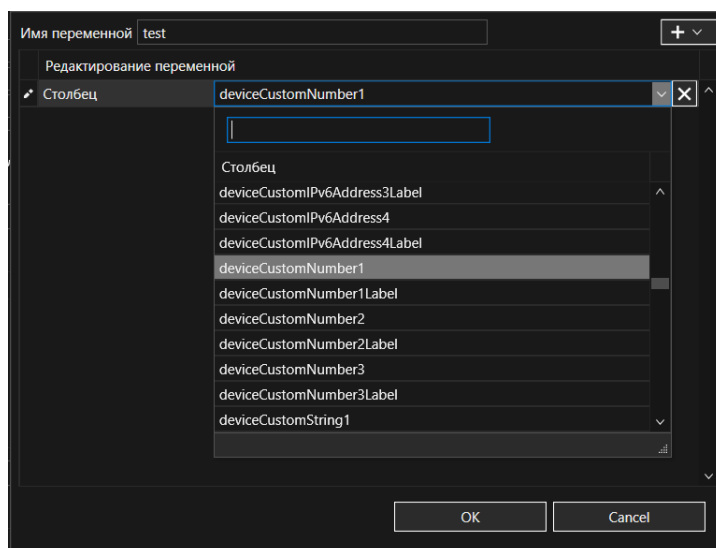 Имя переменной test
Редактирование переменной
Столбец deviceCustomNumber1
Столбец
deviceCustomIPv6Address3Label
deviceCustomIPv6Address4
deviceCustomIPv6Address4Label
deviceCustomNumber1
deviceCustomNumber1Label
deviceCustomNumber2
deviceCustomNumber2Label
deviceCustomNumber3
deviceCustomNumber3Label
deviceCustomString1
OK Cancel